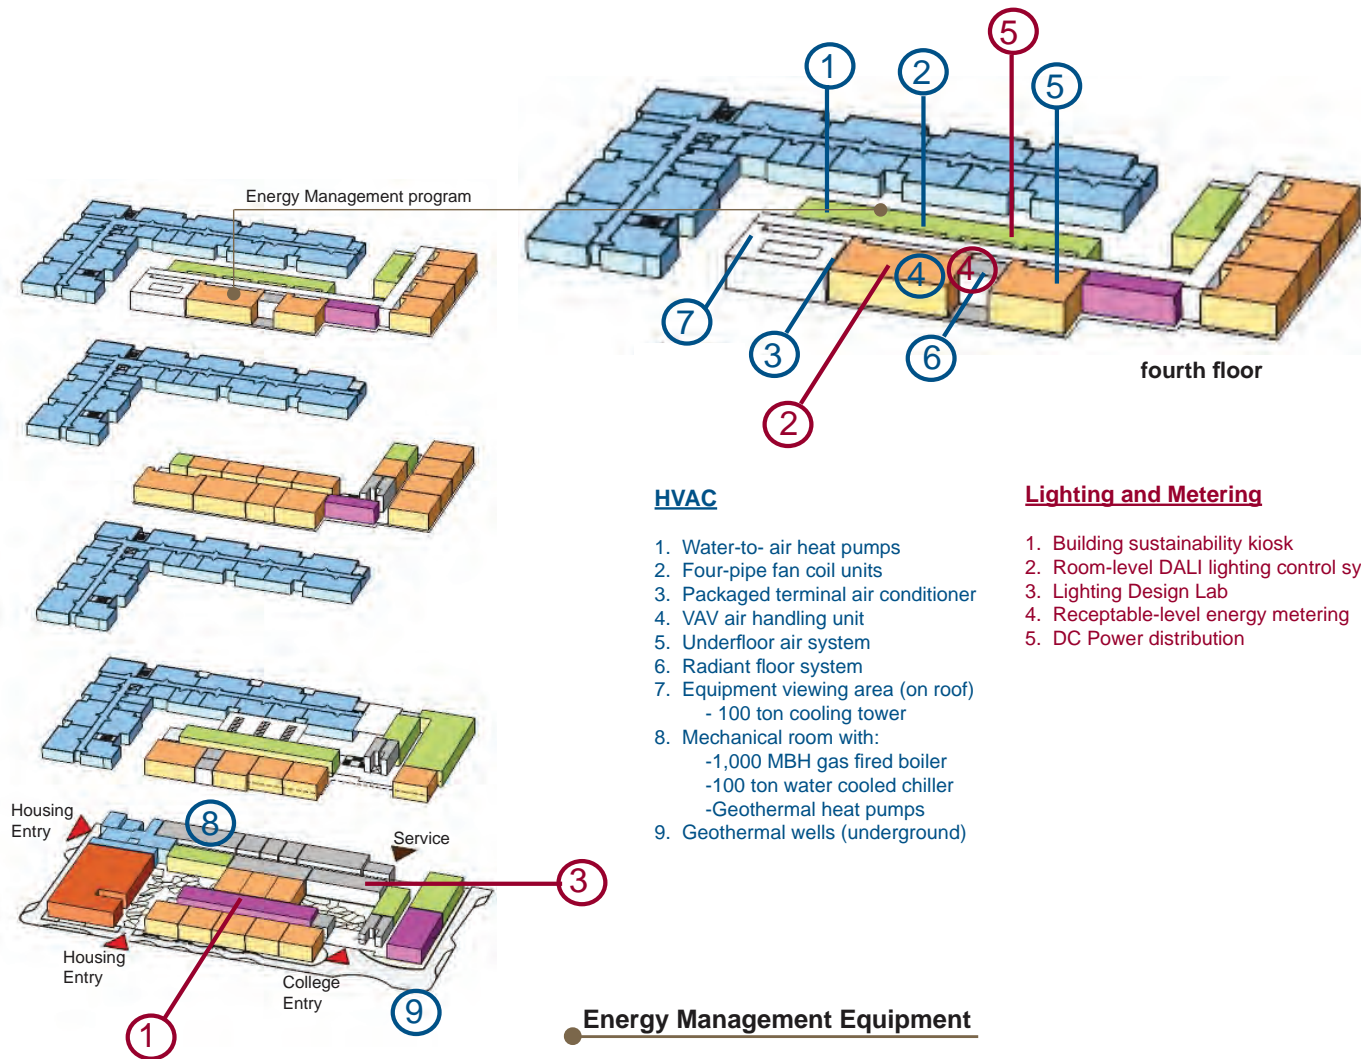 5
1
2
5
Energy Management program
4
4
7
3
6
fourth floor
2
HVAC
1. Water-to- air heat pumps
2. Four-pipe fan coil units
3. Packaged terminal air conditioner
4. VAV air handling unit
5. Underfloor air system
6. Radiant floor system
7. Equipment viewing area (on roof)
- 100 ton cooling tower
8. Mechanical room with:
-1,000 MBH gas fired boiler
-100 ton water cooled chiller
-Geothermal heat pumps
9. Geothermal wells (underground)
Lighting and Metering
1. Building sustainability kiosk
2. Room-level DALI lighting control sy
3. Lighting Design Lab
4. Receptable-level energy metering
5. DC Power distribution
Housing
Entry
8
Service
3
Housing
Entry
College
Entry
9
1
Energy Management Equipment